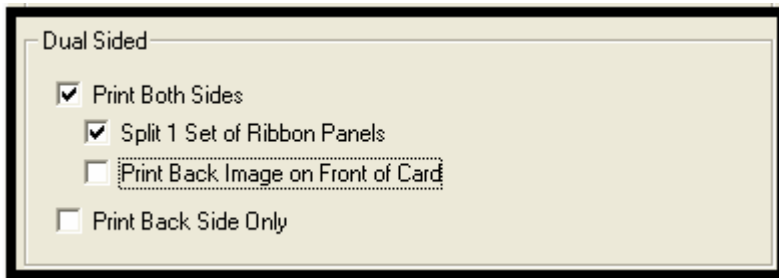 Dual Sided
Print Both Sides
Split 1 Set of Ribbon Panels
Print Back Image on Front of Card
Print Back Side Only